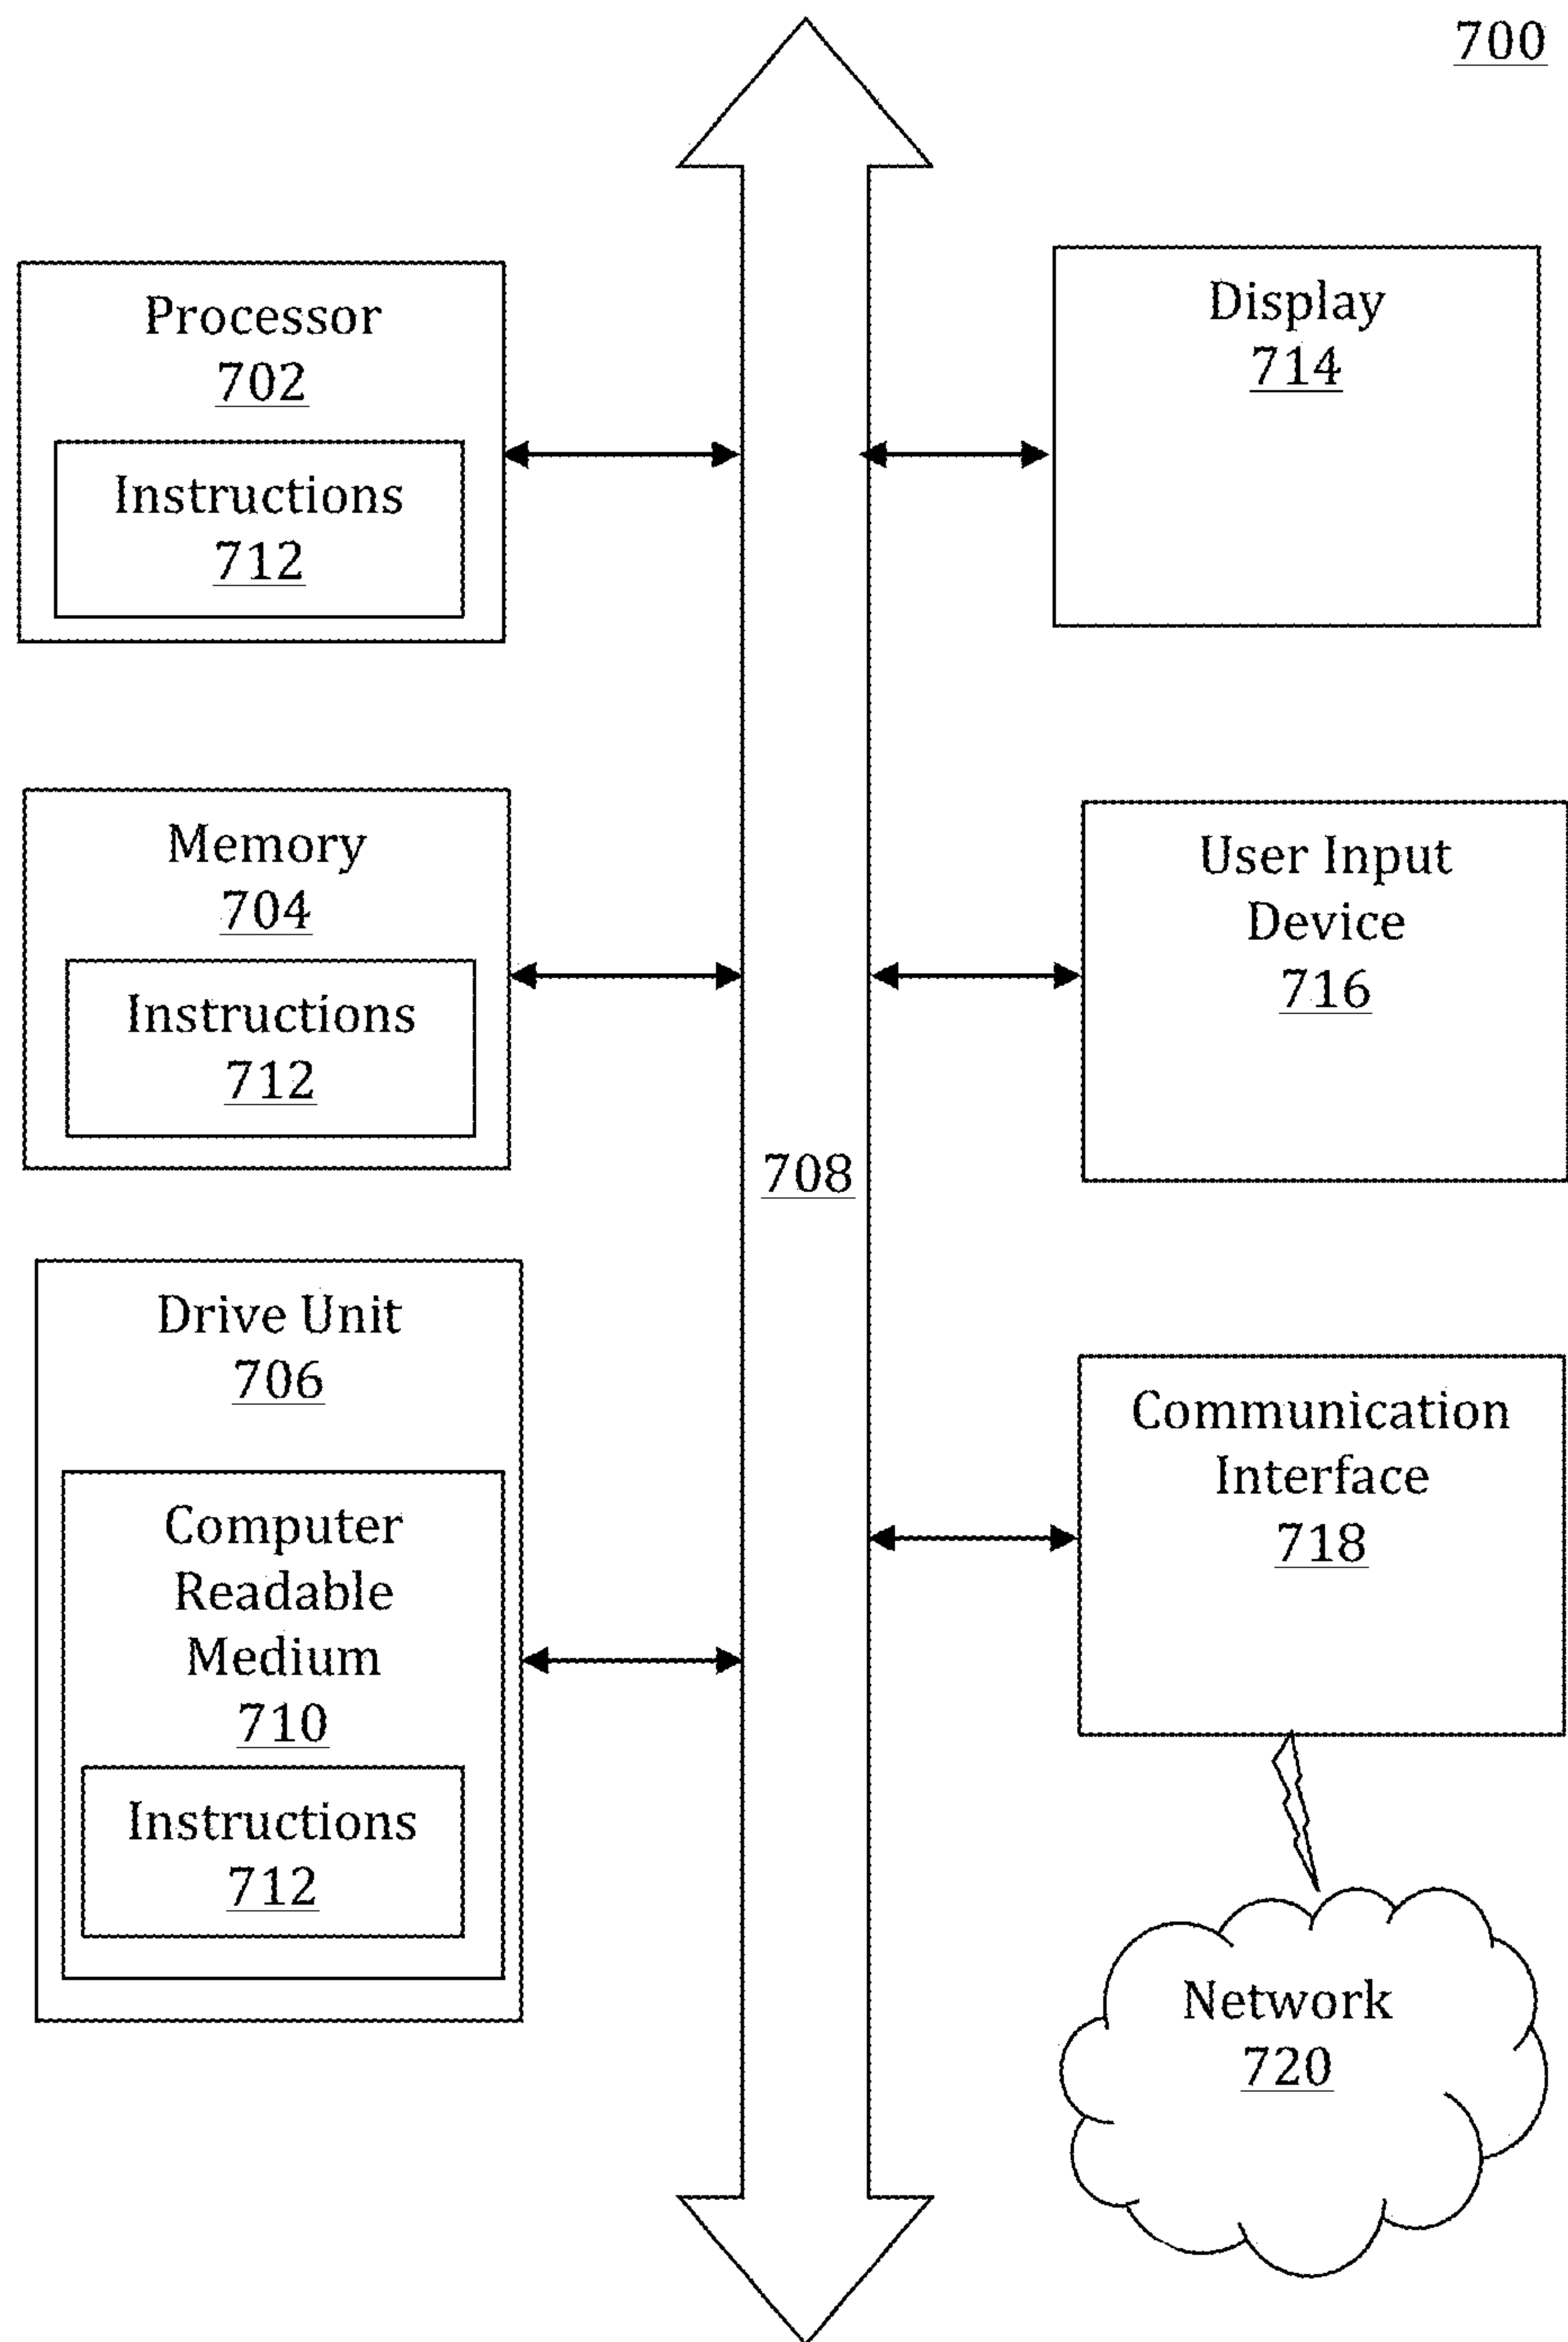 700
Processor
702
Instructions
712
Display
714
Memory
704
Instructions
712
User Input
Device
716
708
Drive Unit
706
Computer
Readable
Medium
710
Instructions
712
Communication
Interface
718
Network
720